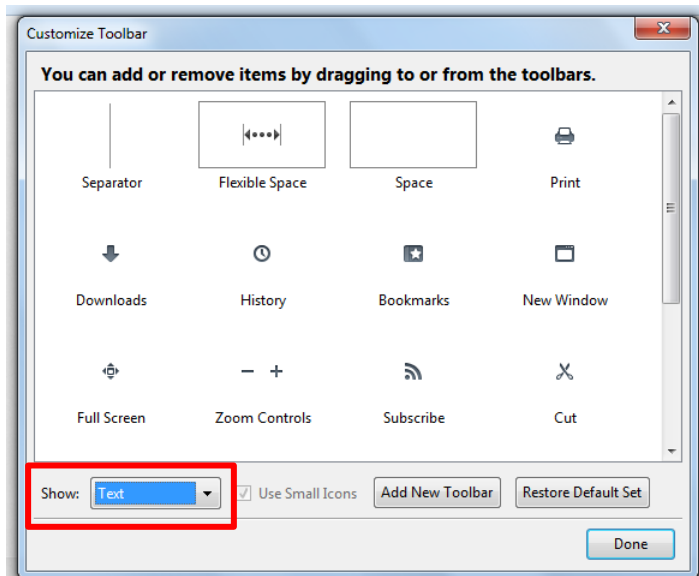 Customize Toolbar
You can add or remove items by dragging to or from the toolbars.
Separator Flexible Space Space Print
Downloads History Bookmarks New Window
Full Screen Zoom Controls Subscribe Cut
Show: Text Use Small Icons Add New Toolbar Restore Default Set
Done